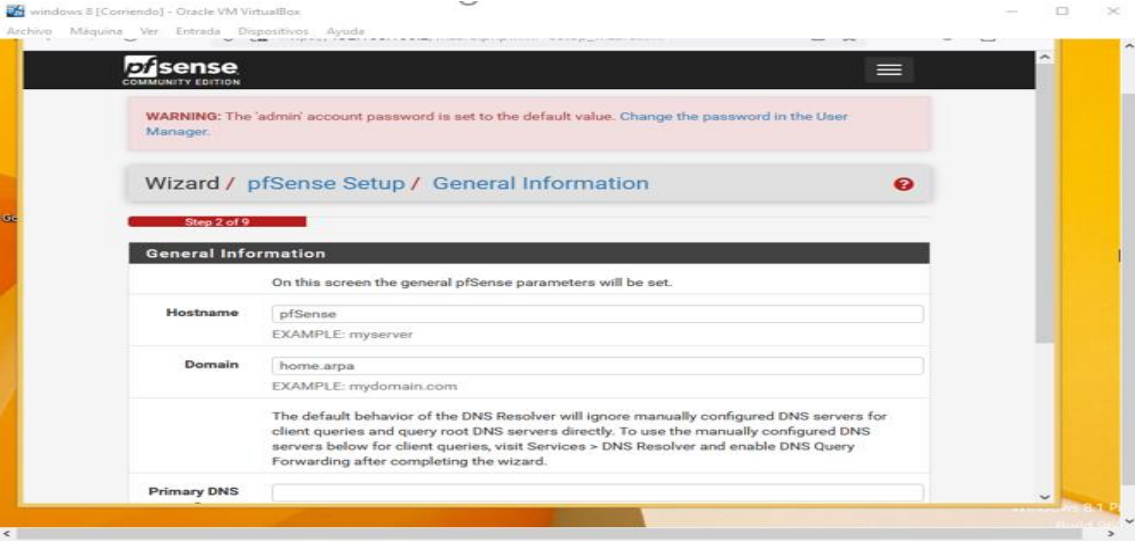 windows 8 [Corriendo] - Oracle VM VirtualBox
Archivo Máquina Ver Entrada Dispositivos Ayuda
pfsense
COMMUNITY EDITION
WARNING: The 'admin' account password is set to the default value. Change the password in the User
Manager.
Wizard / pfSense Setup / General Information
Step 2 of 9
General Information
On this screen the general pfSense parameters will be set.
Hostname
pfSense
EXAMPLE: myserver
Domain
home.arpa
EXAMPLE: mydomain.com
The default behavior of the DNS Resolver will ignore manually configured DNS servers for
client queries and query root DNS servers directly. To use the manually configured DNS
servers below for client queries, visit Services > DNS Resolver and enable DNS Query
Forwarding after completing the wizard.
Primary DNS